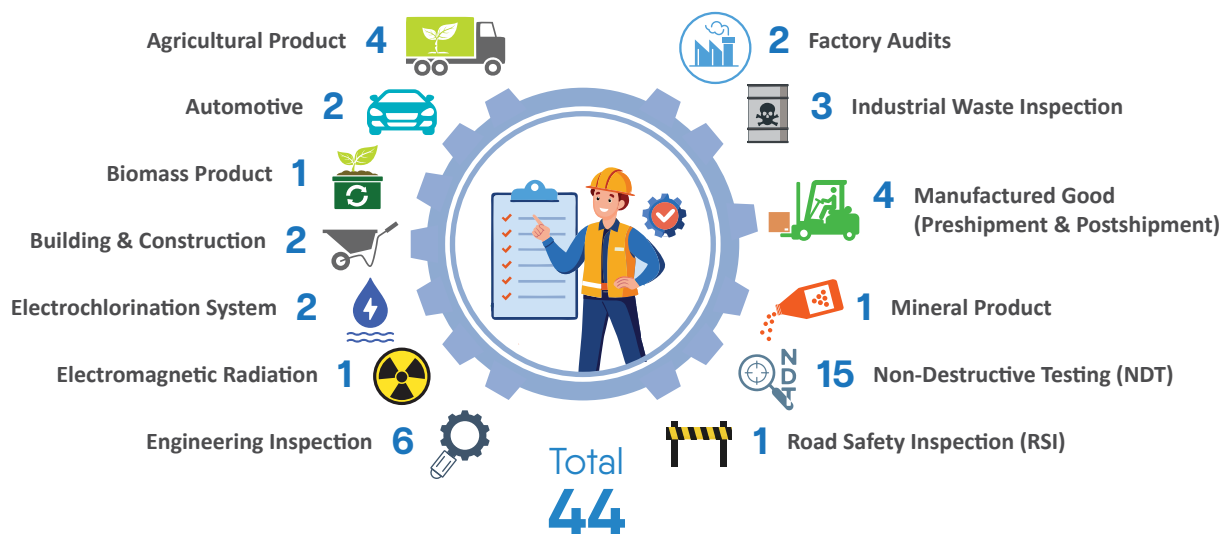 Agricultural Product 4
Automotive 2
Biomass Product 1
Building & Construction 2
Electrochlorination System 2
Electromagnetic Radiation 1
Engineering Inspection 6
2 Factory Audits
3 Industrial Waste Inspection
4 Manufactured Good
(Preshipment & Postshipment)
1 Mineral Product
NDT
15 Non-Destructive Testing (NDT)
1 Road Safety Inspection (RSI)
Total
44